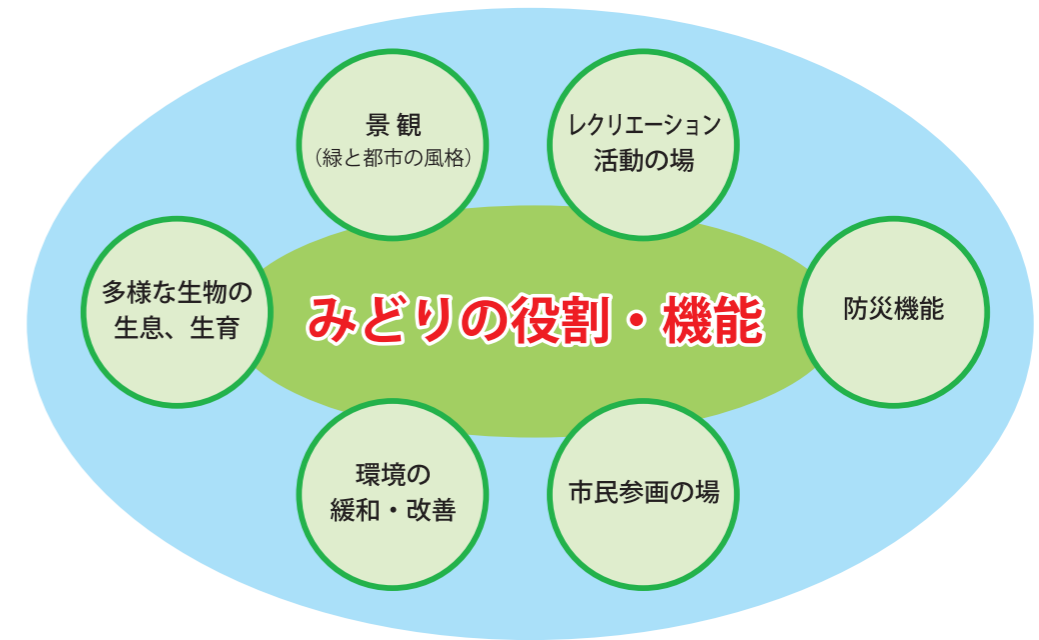 景 観
(緑と都市の風格)
レクリエーション
活動の場
多様な生物の
生息、生育
みどりの役割・機能
防災機能
環境の
緩和・改善
市民参画の場